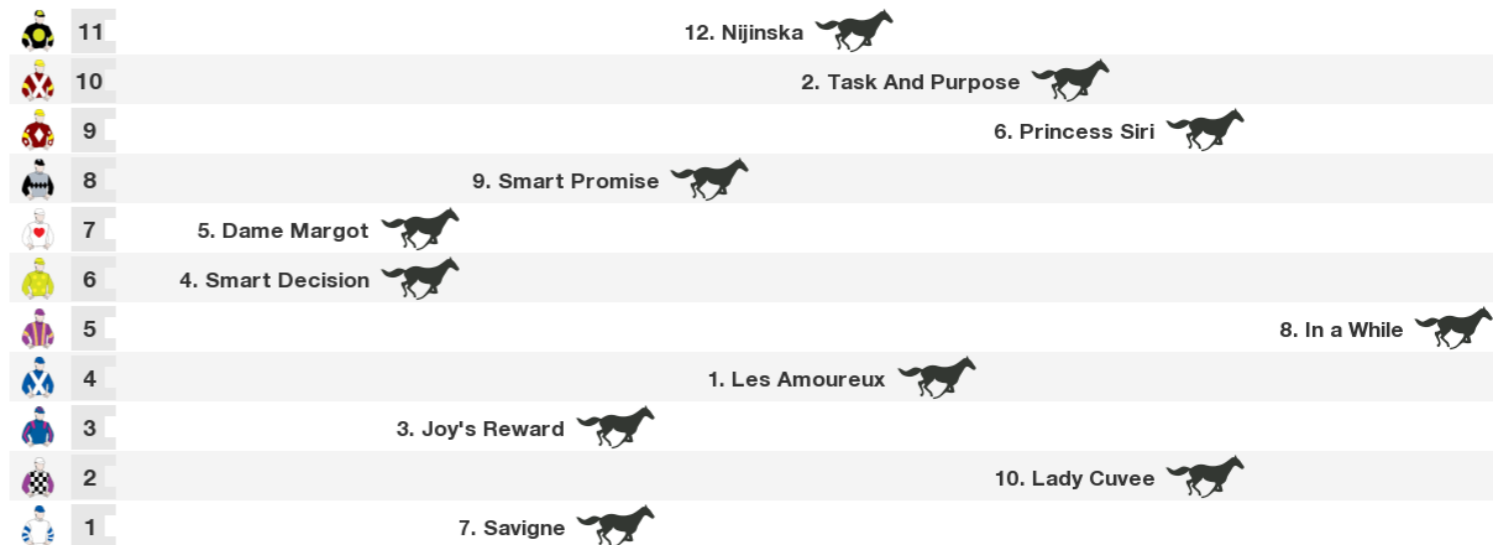 11 12. Nijinska
10 2. Task And Purpose
9 6. Princess Siri
8 9. Smart Promise
7 5. Dame Margot
6 4. Smart Decision
5 8. In a While
4 1. Les Amoureux
3 3. Joy's Reward
2 10. Lady Cuvee
1 7. Savigne